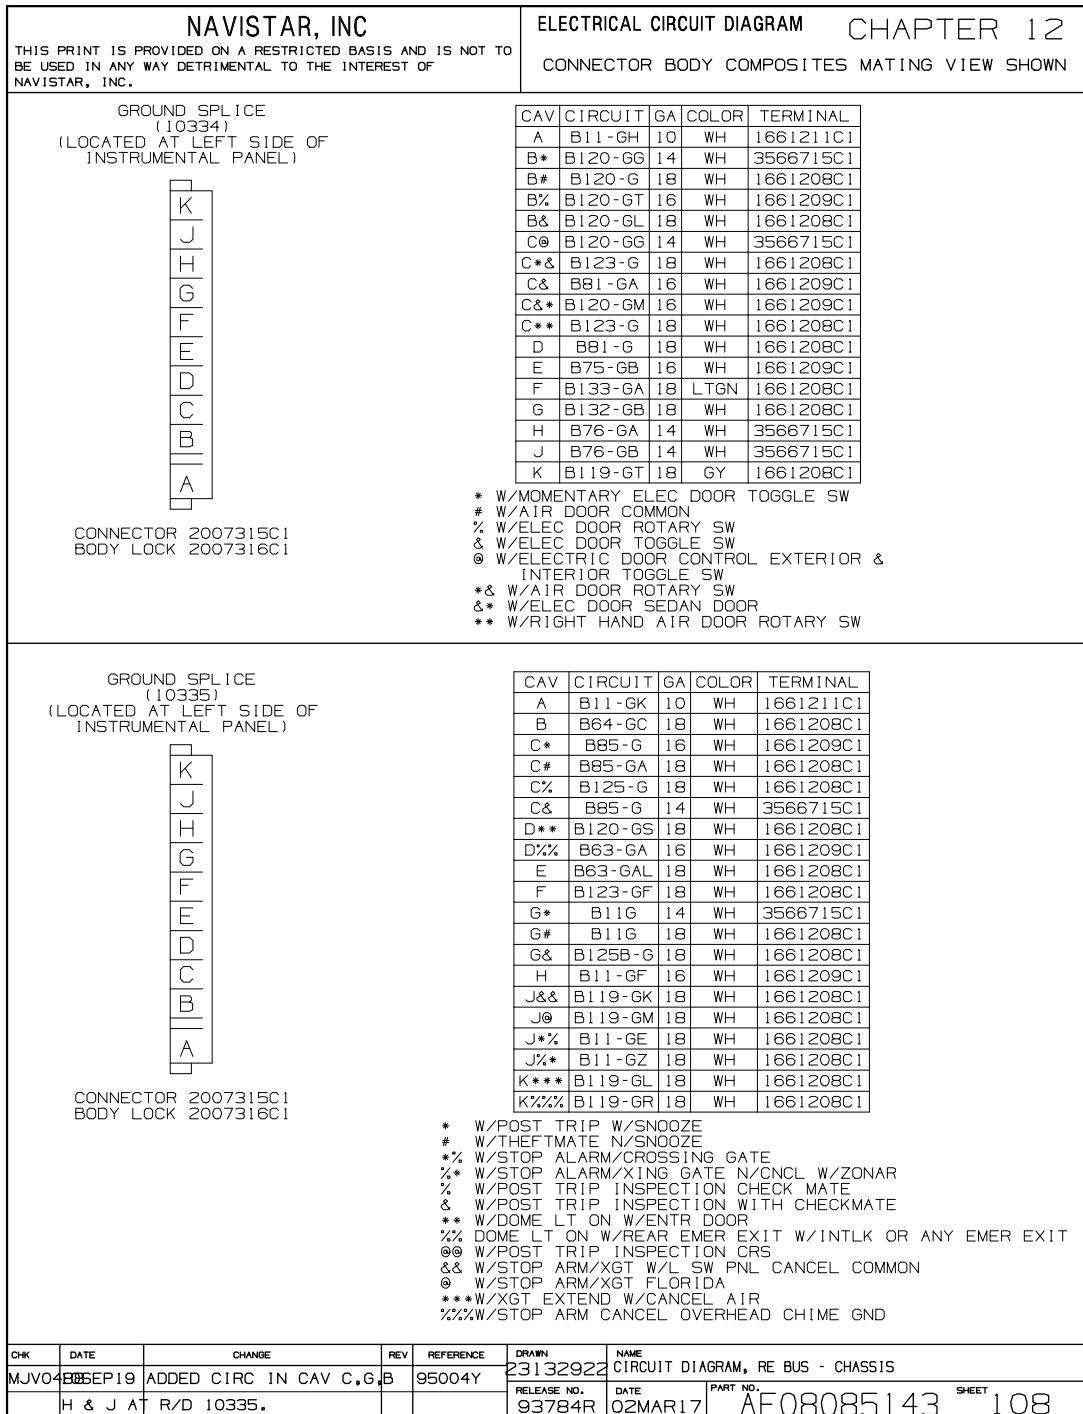 NAVISTAR, INC
THIS PRINT IS PROVIDED ON A RESTRICTED BASIS AND IS NOT TO
BE USED IN ANY WAY DETRIMENTAL TO THE INTEREST OF
NAVISTAR, INC.
ELECTRICAL CIRCUIT DIAGRAM CHAPTER 12
CONNECTOR BODY COMPOSITES MATING VIEW SHOWN
GROUND SPLICE
(10334)
(LOCATED AT LEFT SIDE OF
INSTRUMENTAL PANEL)
K
J
H
G
F
E
D
C
B
A
CONNECTOR 2007315C1
BODY LOCK 2007316C1
CAV CIRCUIT GA COLOR TERMINAL
A B11-GH 10 WH 1661211C1
B* B120-GG 14 WH 3566715C1
B# B120-G 18 WH 1661208C1
B% B120-GT 16 WH 1661209C1
B& B120-GL 18 WH 1661208C1
C@ B120-GG 14 WH 3566715C1
C*& B123-G 18 WH 1661208C1
C& B81-GA 16 WH 1661209C1
C&* B120-GM 16 WH 1661209C1
C** B123-G 18 WH 1661208C1
D B81-G 18 WH 1661208C1
E B75-GB 16 WH 1661209C1
F B133-GA 18 LTGN 1661208C1
G B132-GB 18 WH 1661208C1
H B76-GA 14 WH 3566715C1
J B76-GB 14 WH 3566715C1
K B119-GT 18 GY 1661208C1
* W/MOMENTARY ELEC DOOR TOGGLE SW
# W/AIR DOOR COMMON
% W/ELEC DOOR ROTARY SW
& W/ELEC DOOR TOGGLE SW
@ W/ELECTRIC DOOR CONTROL EXTERIOR &
INTERIOR TOGGLE SW
*& W/AIR DOOR ROTARY SW
&* W/ELEC DOOR SEDAN DOOR
** W/RIGHT HAND AIR DOOR ROTARY SW
GROUND SPLICE
(10335)
(LOCATED AT LEFT SIDE OF
INSTRUMENTAL PANEL)
K
J
H
G
F
E
D
C
B
A
CONNECTOR 2007315C1
BODY LOCK 2007316C1
CAV CIRCUIT GA COLOR TERMINAL
A B11-GK 10 WH 1661211C1
B B64-GC 18 WH 1661208C1
C* B85-G 16 WH 1661209C1
C# B85-GA 18 WH 1661208C1
C% B125-G 18 WH 1661208C1
C& B85-G 14 WH 3566715C1
D** B120-GS 18 WH 1661208C1
D%% B63-GA 16 WH 1661209C1
E B63-GAL 18 WH 1661208C1
F B123-GF 18 WH 1661208C1
G* B11G 14 WH 3566715C1
G# B11G 18 WH 1661208C1
G& B125B-G 18 WH 1661208C1
H B11-GF 16 WH 1661209C1
J&& B119-GK 18 WH 1661208C1
J@ B119-GM 18 WH 1661208C1
J*% B11-GE 18 WH 1661208C1
J%* B11-GZ 18 WH 1661208C1
K*** B119-GL 18 WH 1661208C1
K%%% B119-GR 18 WH 1661208C1
* W/POST TRIP W/SNOOZE
# W/THEFTMATE N/SNOOZE
*% W/STOP ALARM/CROSSING GATE
%* W/STOP ALARM/XING GATE N/CNCL W/ZONAR
% W/POST TRIP INSPECTION CHECK MATE
& W/POST TRIP INSPECTION WITH CHECKMATE
** W/DOME LT ON W/ENTR DOOR
%% DOME LT ON W/REAR EMER EXIT W/INTLK OR ANY EMER EXIT
@@ W/POST TRIP INSPECTION CRS
&& W/STOP ARM/XGT W/L SW PNL CANCEL COMMON
@ W/STOP ARM/XGT FLORIDA
***W/XGT EXTEND W/CANCEL AIR
%%%W/STOP ARM CANCEL OVERHEAD CHIME GND
CHK DATE CHANGE REV REFERENCE
ADDED CIRC IN CAV C,G, B 95004Y
H & J AT R/D 10335.
DRAWN 23132922
NAME CIRCUIT DIAGRAM, RE BUS - CHASSIS
RELEASE NO. 93784R
DATE 02MAR17
PART NO. AF08085143
SHEET 108